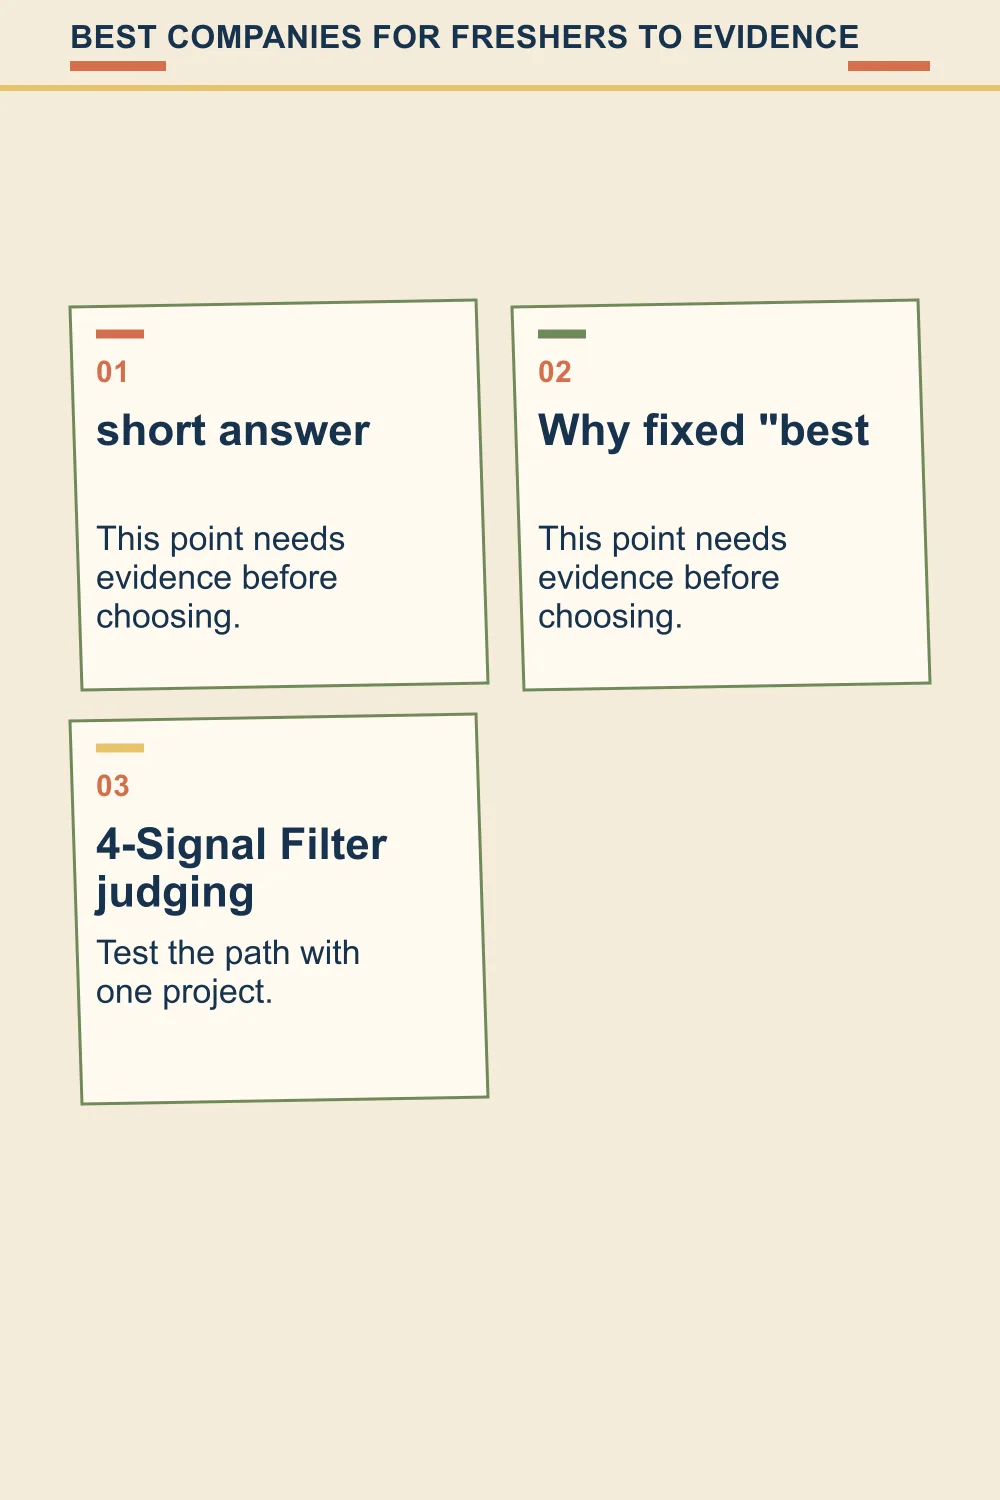 BEST COMPANIES FOR FRESHERS TO EVIDENCE
01
short answer
This point needs
evidence before
choosing.
02
Why fixed "best
This point needs
evidence before
choosing.
03
4-Signal Filter
judging
Test the path with
one project.